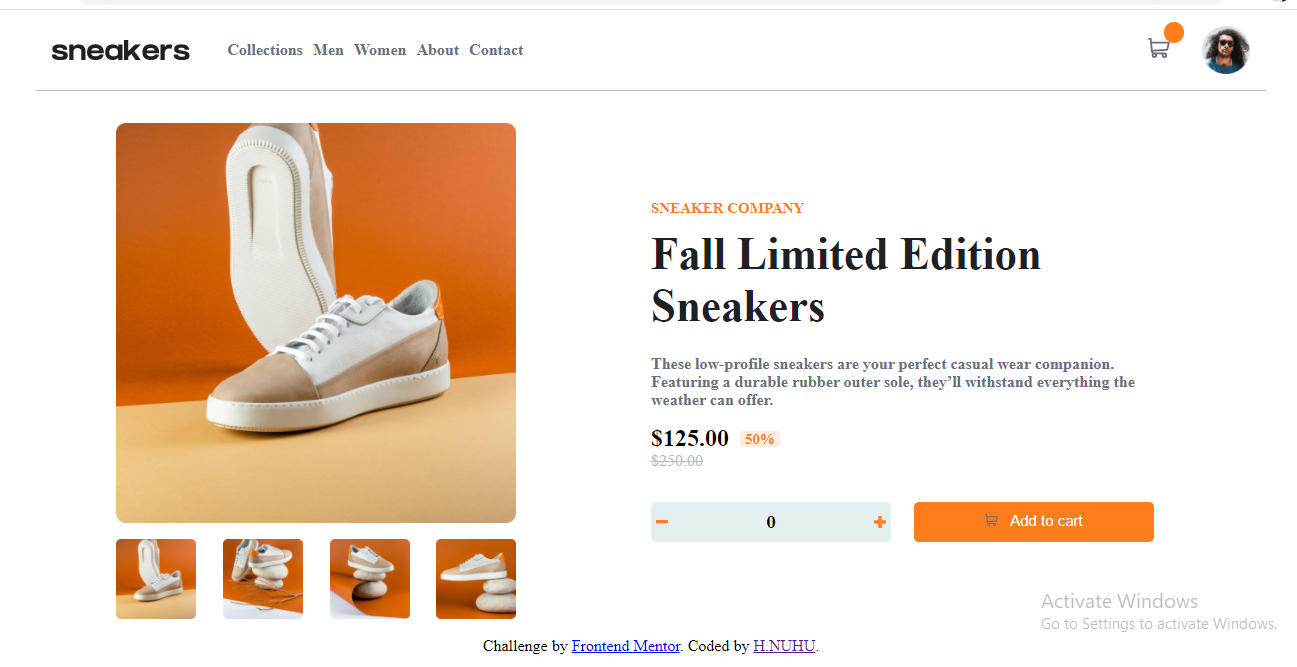 sneakers Collections Men Women About Contact
SNEAKER COMPANY
Fall Limited Edition
Sneakers
These low-profile sneakers are your perfect casual wear companion.
Featuring a durable rubber outer sole, they’ll withstand everything the
weather can offer.
$125.00 50%
$250.00
0 Add to cart
Activate Windows
Go to Settings to activate Windows.
Challenge by Frontend Mentor. Coded by H.NUHU.